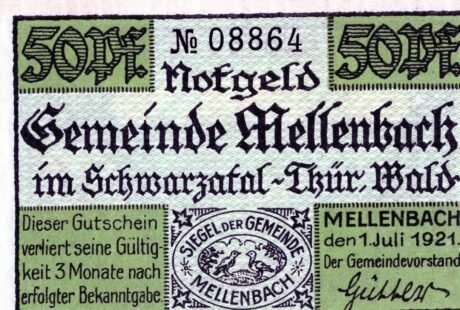 50Pf. № 08864 50Pf.
Notgeld
Gemeinde Mellenbach
im Schwarzatal-Thür. Wald
Dieser Gutschein
verliert seine Gültig-
keit 3 Monate nach
erfolgter Bekanntgabe.
SIEGEL DER GEMEINDE
MELLENBACH
MELLENBACH
den 1. Juli 1921.
Der Gemeindevorstand